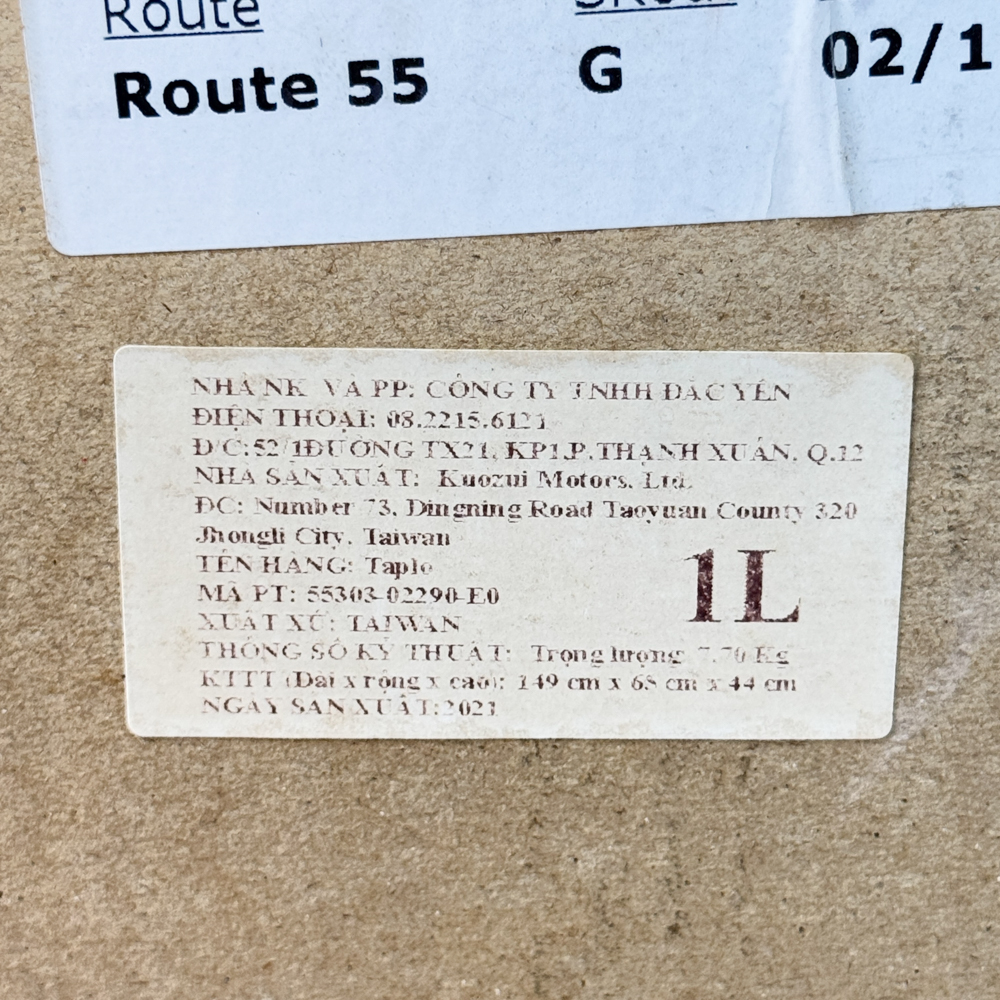 Route
Route 55 G 02/1
NHÀ NK VÀ PP: CÔNG TY TNHH ĐẮC YẾN
ĐIỆN THOẠI: 08.2215.6121
Đ/C:52/1ĐƯỜNG TX21, KP1.P.THẠNH XUÂN. Q.12
NHÀ SẢN XUẤT: Kuozui Motors, Ltd.
ĐC: Number 73, Dingning Road Taoyuan County 320
Jhongli City, Taiwan
TÊN HÀNG: Taplo
MÃ PT: 55303-02290-E0
1L
XUẤT XỨ: TAIWAN
THÔNG SỐ KỸ THUẬT: Trọng lượng 7.70 Kg
KTTT (Dài x rộng x cao): 149 cm x 68 cm x 44 cm
NGÀY SẢN XUẤT:2021